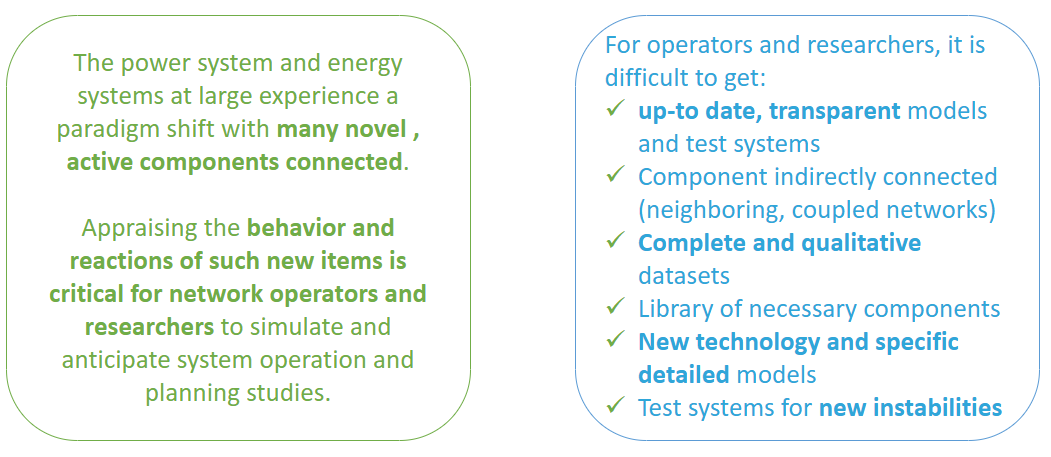 The power system and energy
systems at large experience a
paradigm shift with many novel ,
active components connected.
Appraising the behavior and
reactions of such new items is
critical for network operators and
researchers to simulate and
anticipate system operation and
planning studies.
For operators and researchers, it is
difficult to get:
✓ up-to date, transparent models
and test systems
✓ Component indirectly connected
(neighboring, coupled networks)
✓ Complete and qualitative
datasets
✓ Library of necessary components
✓ New technology and specific
detailed models
✓ Test systems for new instabilities